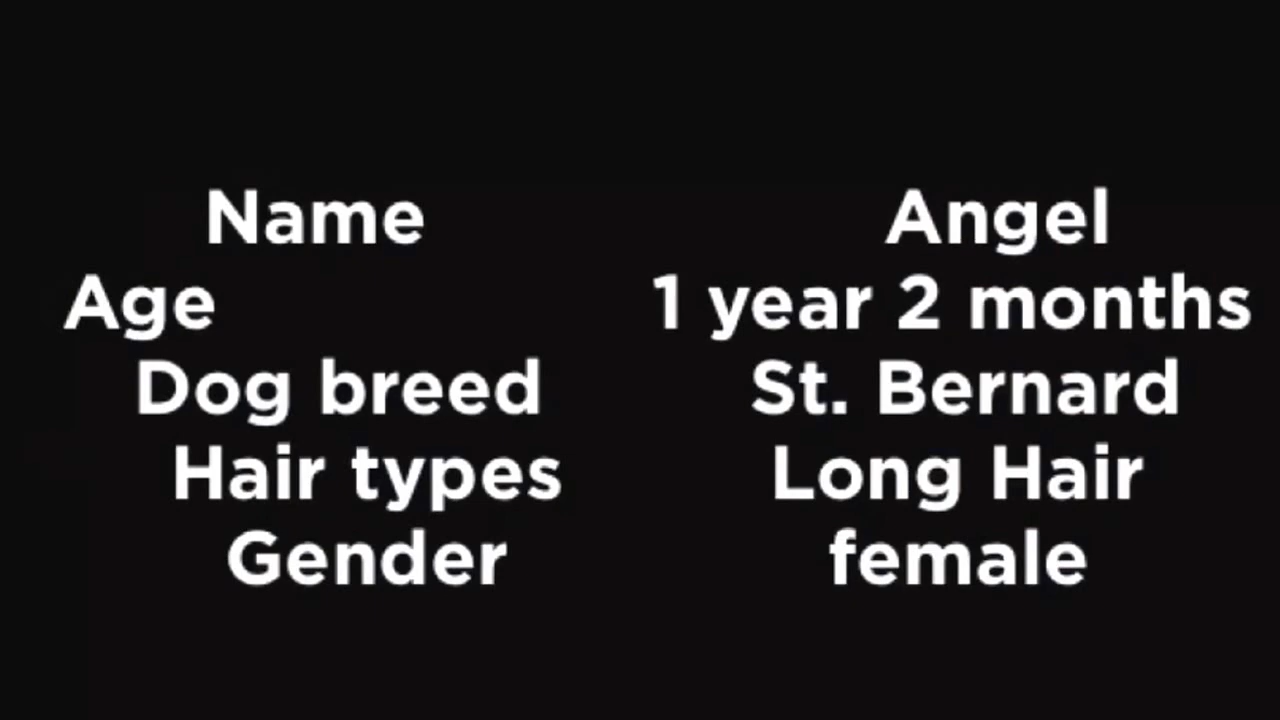 Name Angel
Age 1 year 2 months
Dog breed St. Bernard
Hair types Long Hair
Gender female